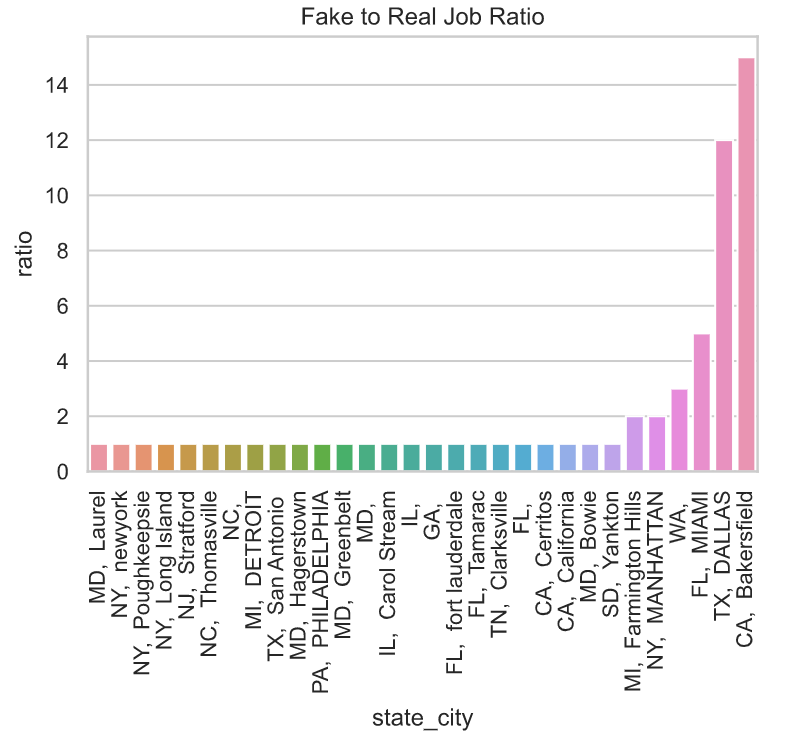 Fake to Real Job Ratio
14
12
10
8
6
4
2
0
ratio
MD, Laurel
NY, newyork
NY, Poughkeepsie
NY, Long Island
NJ, Stratford
NC, Thomasville
NC,
MI, DETROIT
TX, San Antonio
MD, Hagerstown
PA, PHILADELPHIA
MD, Greenbelt
MD,
IL, Carol Stream
IL,
GA,
FL, fort lauderdale
FL, Tamarac
TN, Clarksville
FL,
CA, Cerritos
CA, California
MD, Bowie
SD, Yankton
MI, Farmington Hills
NY, MANHATTAN
WA,
FL, MIAMI
TX, DALLAS
CA, Bakersfield
state_city